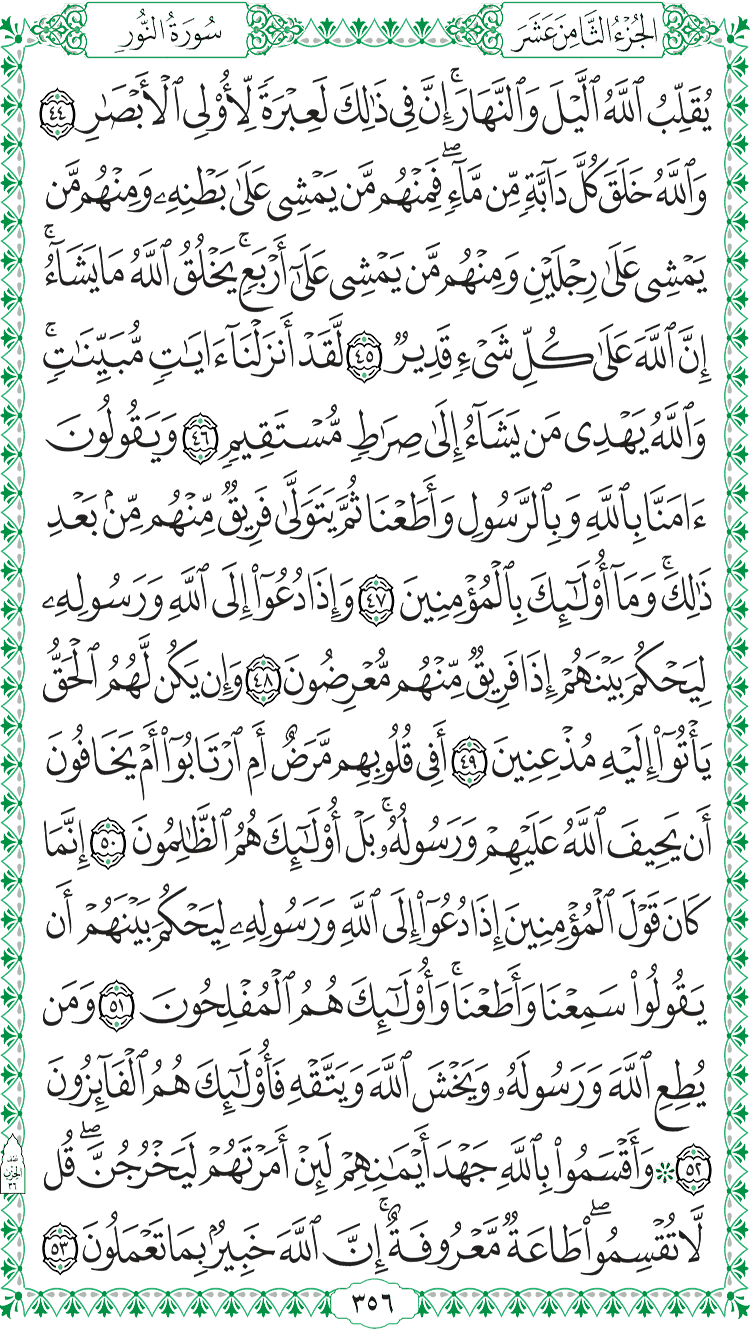 الجُزْءُ الثَّامِنَ عَشَرَ
سُورَةُ النُّورِ
يُقَلِّبُ ٱللَّهُ ٱلَّيْلَ وَٱلنَّهَارَۚ إِنَّ فِى ذَٰلِكَ لَعِبْرَةً لِّأُو۟لِى ٱلْأَبْصَٰرِ ٤٤
وَٱللَّهُ خَلَقَ كُلَّ دَآبَّةٍ مِّن مَّآءٍۖ فَمِنْهُم مَّن يَمْشِى عَلَىٰ بَطْنِهِۦ وَمِنْهُم مَّن
يَمْشِى عَلَىٰ رِجْلَيْنِ وَمِنْهُم مَّن يَمْشِى عَلَىٰٓ أَرْبَعٍۚ يَخْلُقُ ٱللَّهُ مَا يَشَآءُۚ
إِنَّ ٱللَّهَ عَلَىٰ كُلِّ شَىْءٍ قَدِيرٌ ٤٥ لَّقَدْ أَنزَلْنَآ ءَايَٰتٍ مُّبَيِّنَٰتٍۚ
وَٱللَّهُ يَهْدِى مَن يَشَآءُ إِلَىٰ صِرَٰطٍ مُّسْتَقِيمٍ ٤٦ وَيَقُولُونَ
ءَامَنَّا بِٱللَّهِ وَبِٱلرَّسُولِ وَأَطَعْنَا ثُمَّ يَتَوَلَّىٰ فَرِيقٌ مِّنْهُم مِّنۢ بَعْدِ
ذَٰلِكَۚ وَمَآ أُو۟لَٰٓئِكَ بِٱلْمُؤْمِنِينَ ٤٧ وَإِذَا دُعُوٓا۟ إِلَى ٱللَّهِ وَرَسُولِهِۦ
لِيَحْكُمَ بَيْنَهُمْ إِذَا فَرِيقٌ مِّنْهُم مُّعْرِضُونَ ٤٨ وَإِن يَكُن لَّهُمُ ٱلْحَقُّ
يَأْتُوٓا۟ إِلَيْهِ مُذْعِنِينَ ٤٩ أَفِى قُلُوبِهِم مَّرَضٌ أَمِ ٱرْتَابُوٓا۟ أَمْ يَخَافُونَ
أَن يَحِيفَ ٱللَّهُ عَلَيْهِمْ وَرَسُولُهُۥۚ بَلْ أُو۟لَٰٓئِكَ هُمُ ٱلظَّٰلِمُونَ ٥٠ إِنَّمَا
كَانَ قَوْلَ ٱلْمُؤْمِنِينَ إِذَا دُعُوٓا۟ إِلَى ٱللَّهِ وَرَسُولِهِۦ لِيَحْكُمَ بَيْنَهُمْ أَن
يَقُولُوا۟ سَمِعْنَا وَأَطَعْنَاۚ وَأُو۟لَٰٓئِكَ هُمُ ٱلْمُفْلِحُونَ ٥١ وَمَن
يُطِعِ ٱللَّهَ وَرَسُولَهُۥ وَيَخْشَ ٱللَّهَ وَيَتَّقْهِ فَأُو۟لَٰٓئِكَ هُمُ ٱلْفَآئِزُونَ
٥٢ ۞ وَأَقْسَمُوا۟ بِٱللَّهِ جَهْدَ أَيْمَٰنِهِمْ لَئِنْ أَمَرْتَهُمْ لَيَخْرُجُنَّۖ قُل
لَّا تُقْسِمُوا۟ۖ طَاعَةٌ مَّعْرُوفَةٌۚ إِنَّ ٱللَّهَ خَبِيرٌۢ بِمَا تَعْمَلُونَ ٥٣
نصف
الحزب
٣٦
٣٥٦